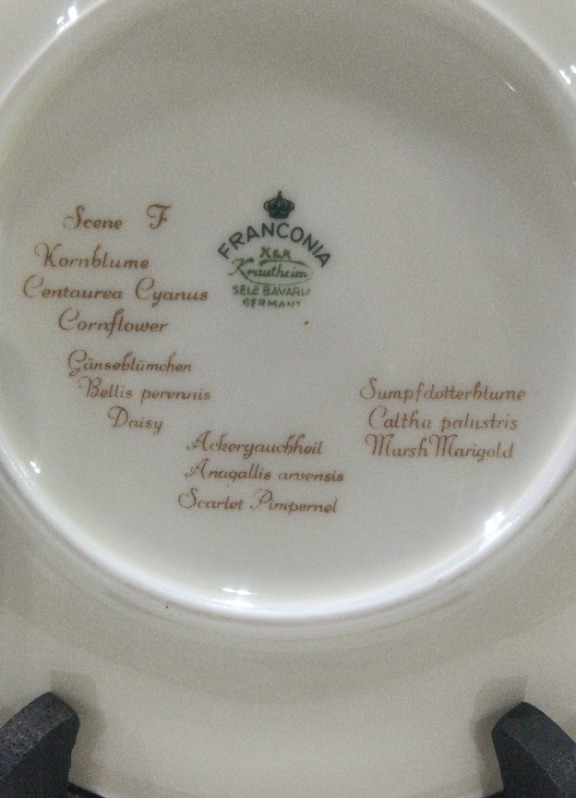 Scene F
Kornblume
Centaurea Cyanus
Cornflower
Gänseblümchen
Bellis perennis
Daisy
Ackergauchheil
Anagallis arvensis
Scarlet Pimpernel
FRANCONIA
K&A
Krautheim
SELB BAVARIA
GERMANY
Sumpfdotterblume
Caltha palustris
Marsh Marigold